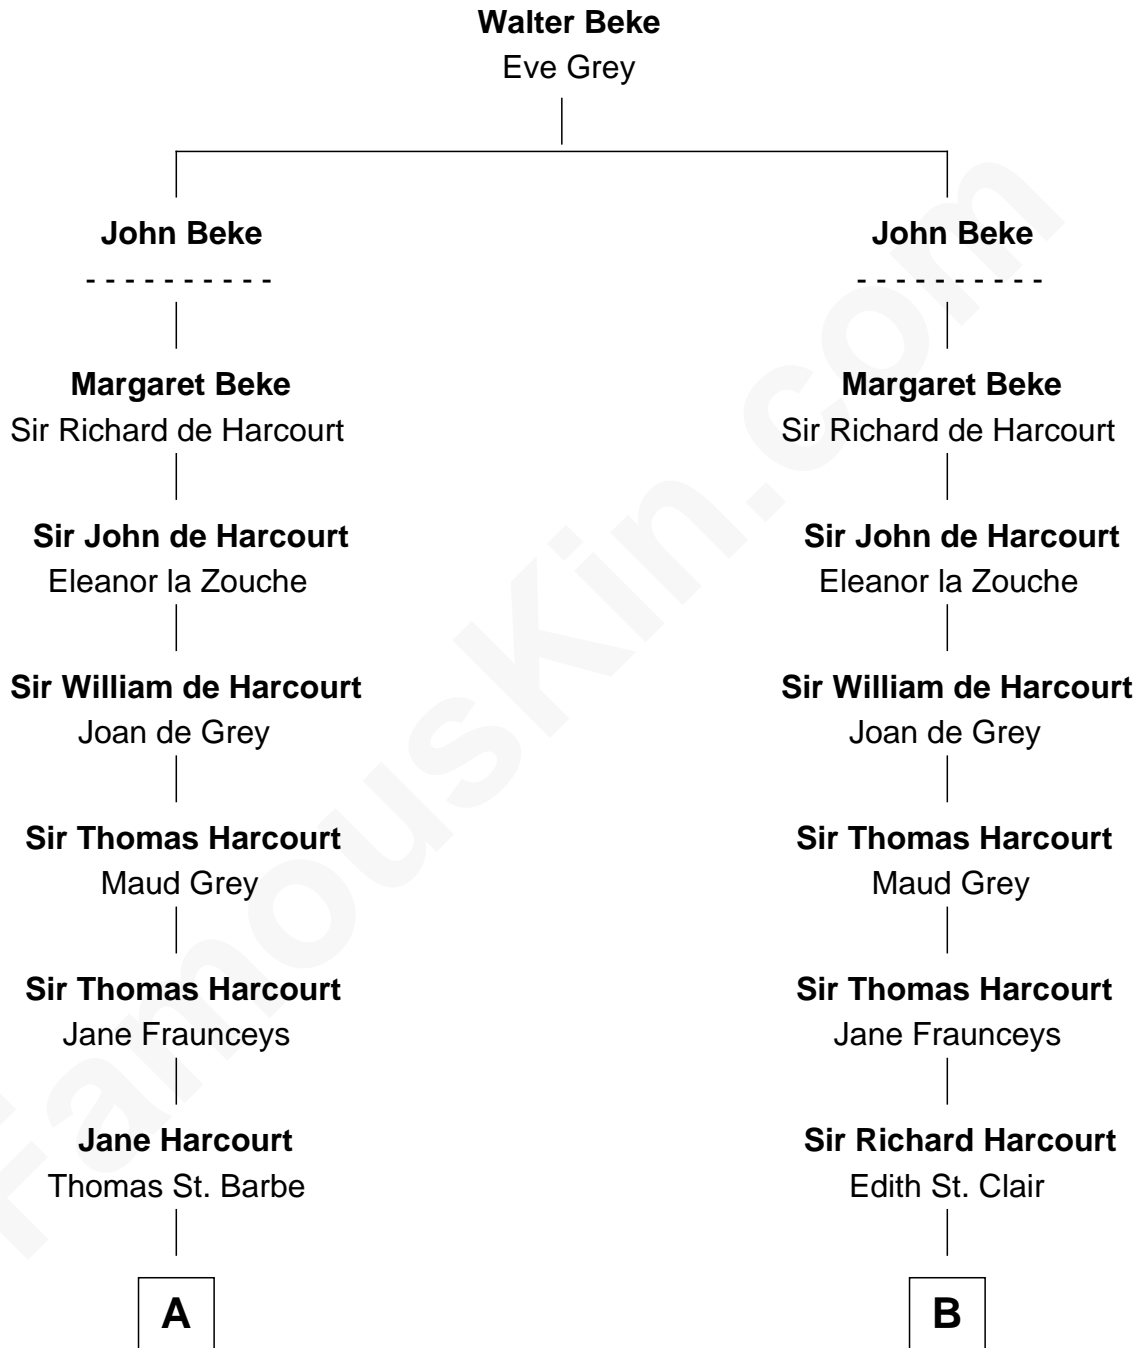 Walter Beke
Eve Grey
John Beke John Beke
- - - - - - - - - - - - - - - - - - - -
Margaret Beke Margaret Beke
Sir Richard de Harcourt Sir Richard de Harcourt
Sir John de Harcourt Sir John de Harcourt
Eleanor la Zouche Eleanor la Zouche
Sir William de Harcourt Sir William de Harcourt
Joan de Grey Joan de Grey
Sir Thomas Harcourt Sir Thomas Harcourt
Maud Grey Maud Grey
Sir Thomas Harcourt Sir Thomas Harcourt
Jane Fraunceys Jane Fraunceys
Jane Harcourt Sir Richard Harcourt
Thomas St. Barbe Edith St. Clair
A B
FamousKin.com